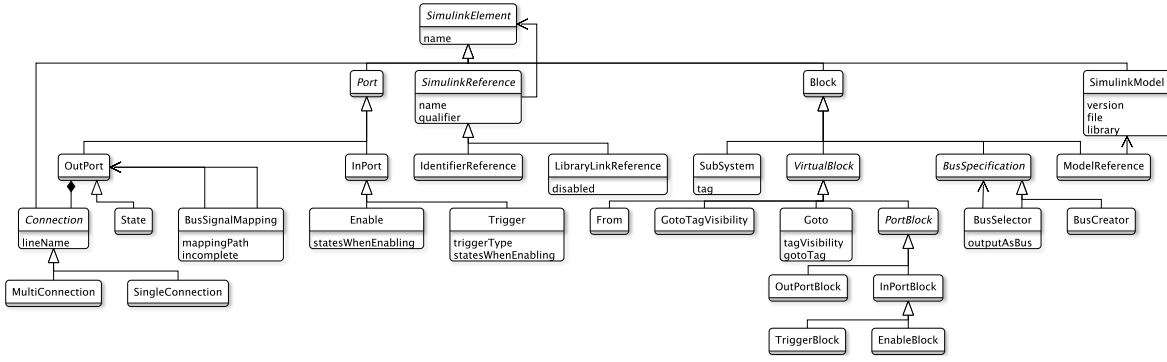 SimulinkElement
name
Port
SimulinkReference
name
qualifier
Block
SimulinkModel
version
file
library
OutPort
InPort
IdentifierReference
LibraryLinkReference
disabled
SubSystem
tag
VirtualBlock
BusSpecification
ModelReference
Connection
lineName
State
BusSignalMapping
mappingPath
incomplete
Enable
statesWhenEnabling
Trigger
triggerType
statesWhenEnabling
From
GotoTagVisibility
Goto
tagVisibility
gotoTag
PortBlock
BusSelector
outputAsBus
BusCreator
MultiConnection
SingleConnection
OutPortBlock
InPortBlock
TriggerBlock
EnableBlock